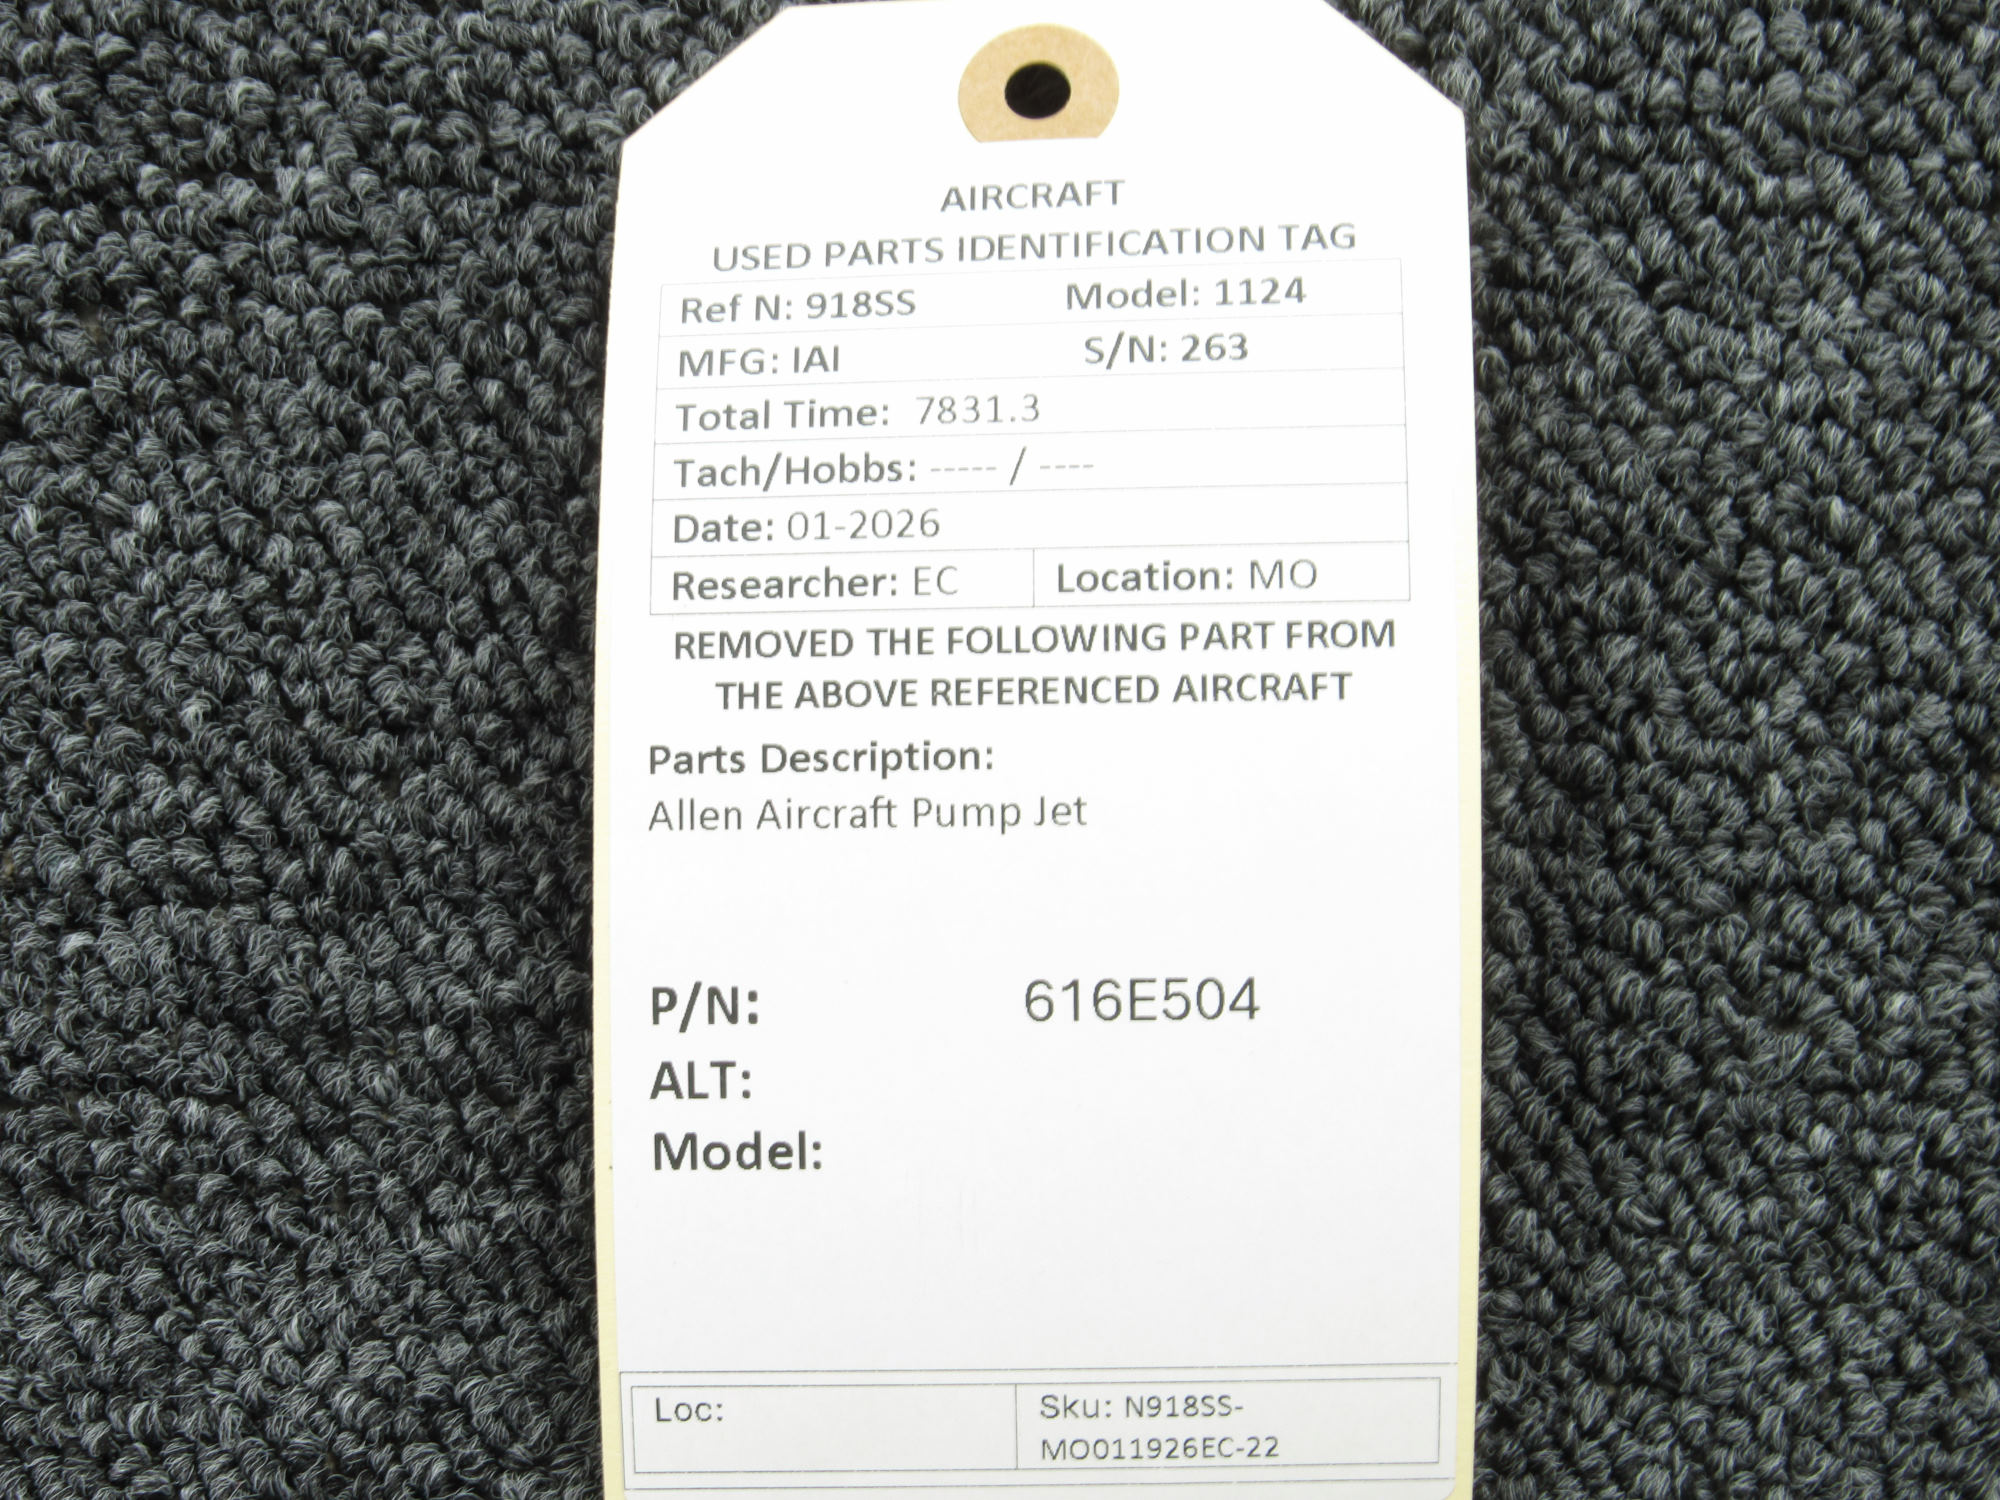 AIRCRAFT
USED PARTS IDENTIFICATION TAG
Ref N: 918SS Model: 1124
MFG: IAI S/N: 263
Total Time: 7831.3
Tach/Hobbs: ----- / ----
Date: 01-2026
Researcher: EC Location: MO
REMOVED THE FOLLOWING PART FROM
THE ABOVE REFERENCED AIRCRAFT
Parts Description:
Allen Aircraft Pump Jet
P/N: 616E504
ALT:
Model:
Loc: Sku: N918SS-
MO011926EC-22